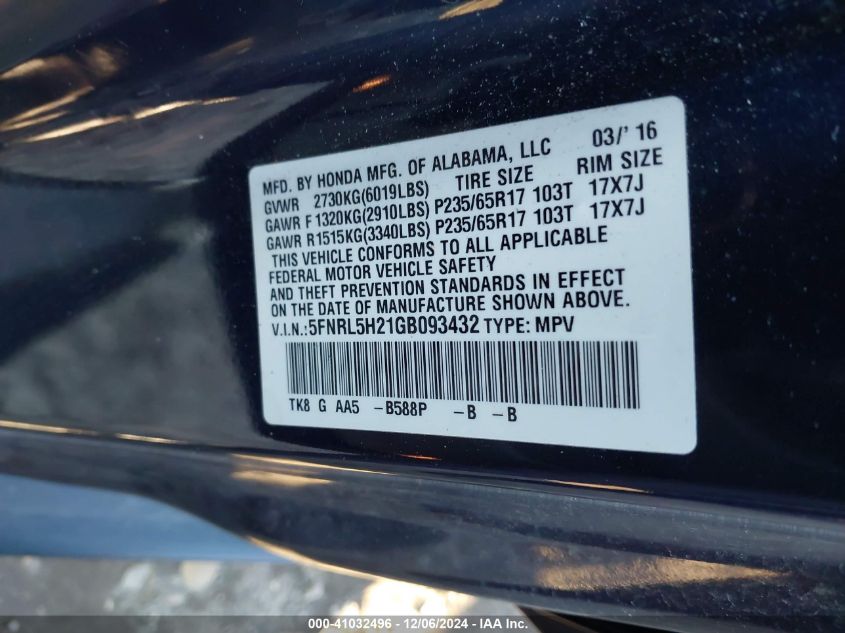 MFD. BY HONDA MFG. OF ALABAMA, LLC 03/'16
GVWR 2730KG(6019LBS) TIRE SIZE RIM SIZE
GAWR F 1320KG(2910LBS) P235/65R17 103T 17X7J
GAWR R1515KG(3340LBS) P235/65R17 103T 17X7J
THIS VEHICLE CONFORMS TO ALL APPLICABLE
FEDERAL MOTOR VEHICLE SAFETY
AND THEFT PREVENTION STANDARDS IN EFFECT
ON THE DATE OF MANUFACTURE SHOWN ABOVE.
V.I.N.:5FNRL5H21GB093432 TYPE: MPV
TK8 G AA5 -B588P -B -B
000-41032496 - 12/06/2024 - IAA Inc.